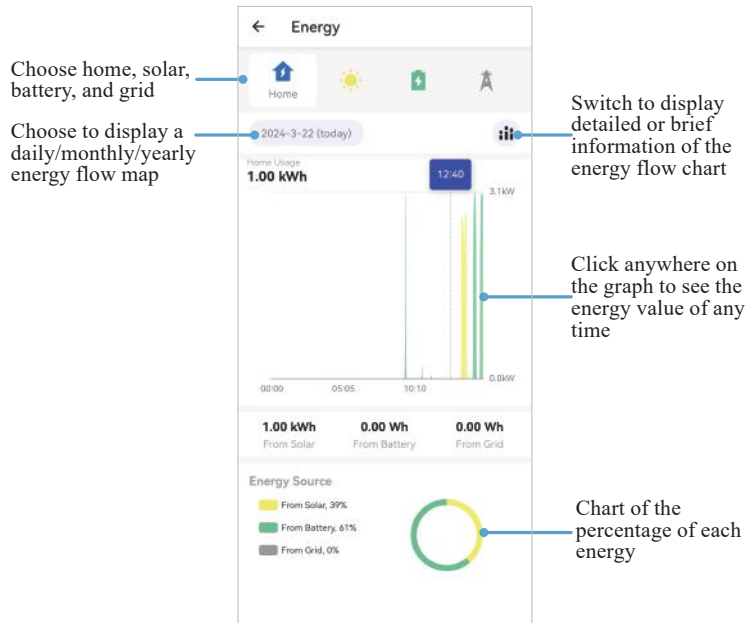 ← Energy
Choose home, solar,
battery, and grid
Home
Choose to display a
daily/monthly/yearly
energy flow map
2024-3-22 (today)
Switch to display
detailed or brief
information of the
energy flow chart
Home Usage
1.00 kWh
12:40
3.1kW
Click anywhere on
the graph to see the
energy value of any
time
0.0kW
00:00 05:05 10:10
1.00 kWh 0.00 Wh 0.00 Wh
From Solar From Battery From Grid
Energy Source
From Solar, 39%
From Battery, 61%
From Grid, 0%
Chart of the
percentage of each
energy